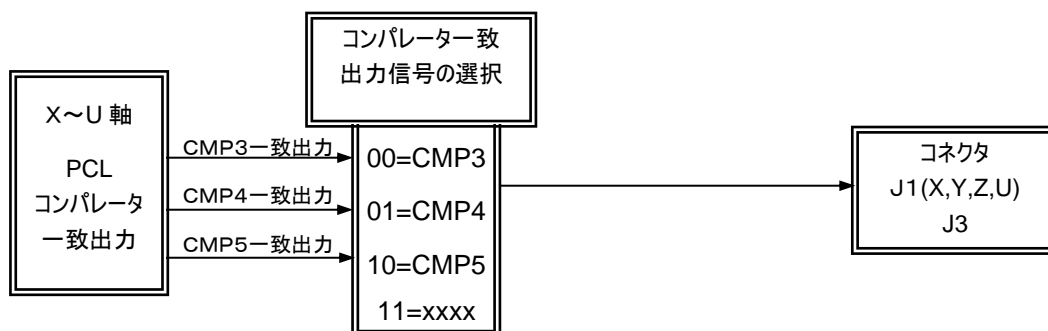 X～U 軸
PCL
コンパレータ
一致出力
CMP3一致出力
CMP4一致出力
CMP5一致出力
コンパレーター致
出力信号の選択
00=CMP3
01=CMP4
10=CMP5
11=xxxx
コネクタ
J1(X,Y,Z,U)
J3